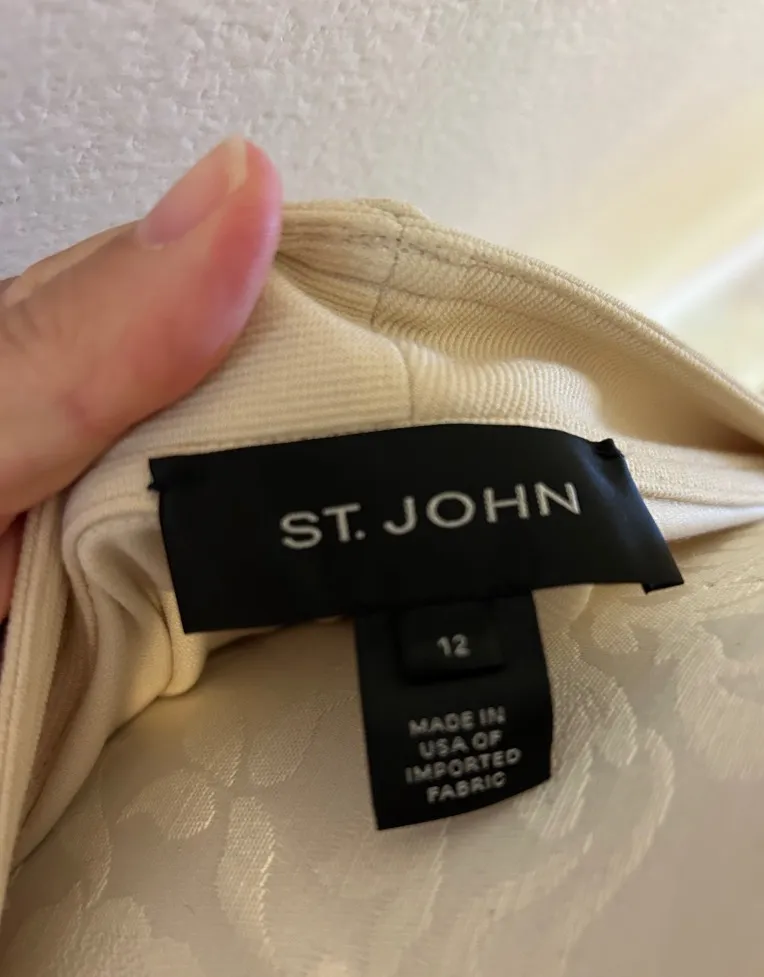 ST. JOHN
12
MADE IN
USA OF
IMPORTED
FABRIC